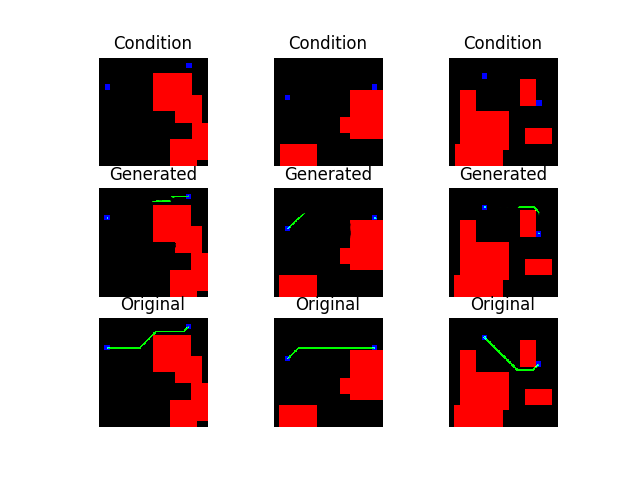 Condition Condition Condition
Generated Generated Generated
Original Original Original